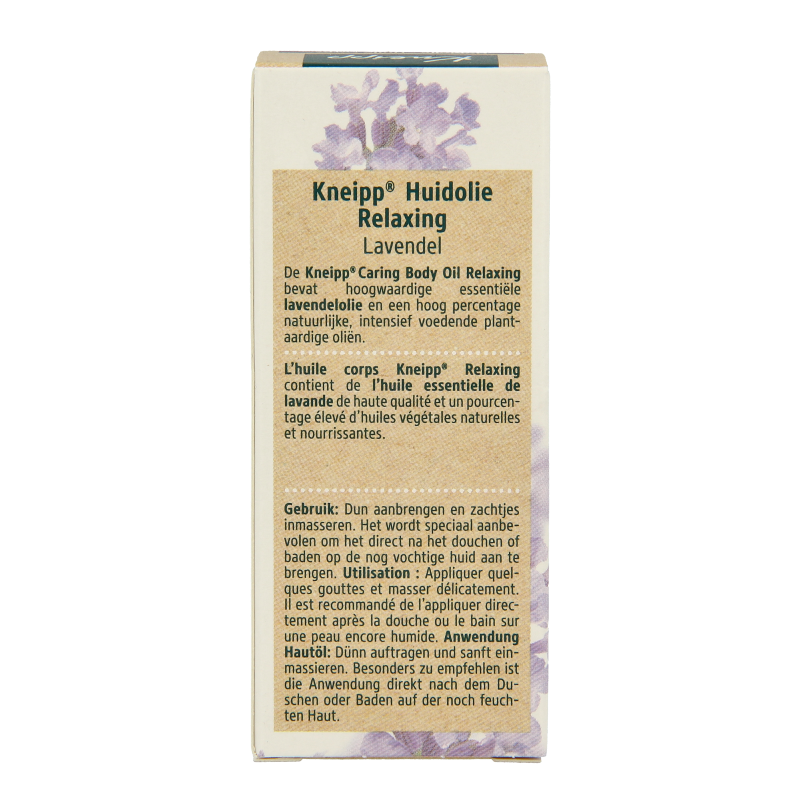 Kneipp
Kneipp® Huidolie
Relaxing
Lavendel
De Kneipp® Caring Body Oil Relaxing
bevat hoogwaardige essentiële
lavendelolie en een hoog percentage
natuurlijke, intensief voedende plant-
aardige oliën.
L'huile corps Kneipp® Relaxing
contient de l'huile essentielle de
lavande de haute qualité et un pourcen-
tage élevé d'huiles végétales naturelles
et nourrissantes.
Gebruik: Dun aanbrengen en zachtjes
inmasseren. Het wordt speciaal aanbe-
volen om het direct na het douchen of
baden op de nog vochtige huid aan te
brengen. Utilisation : Appliquer quel-
ques gouttes et masser délicatement.
Il est recommandé de l'appliquer direc-
tement après la douche ou le bain sur
une peau encore humide. Anwendung
Hautöl: Dünn auftragen und sanft ein-
massieren. Besonders zu empfehlen ist
die Anwendung direkt nach dem Du-
schen oder Baden auf der noch feuch-
ten Haut.